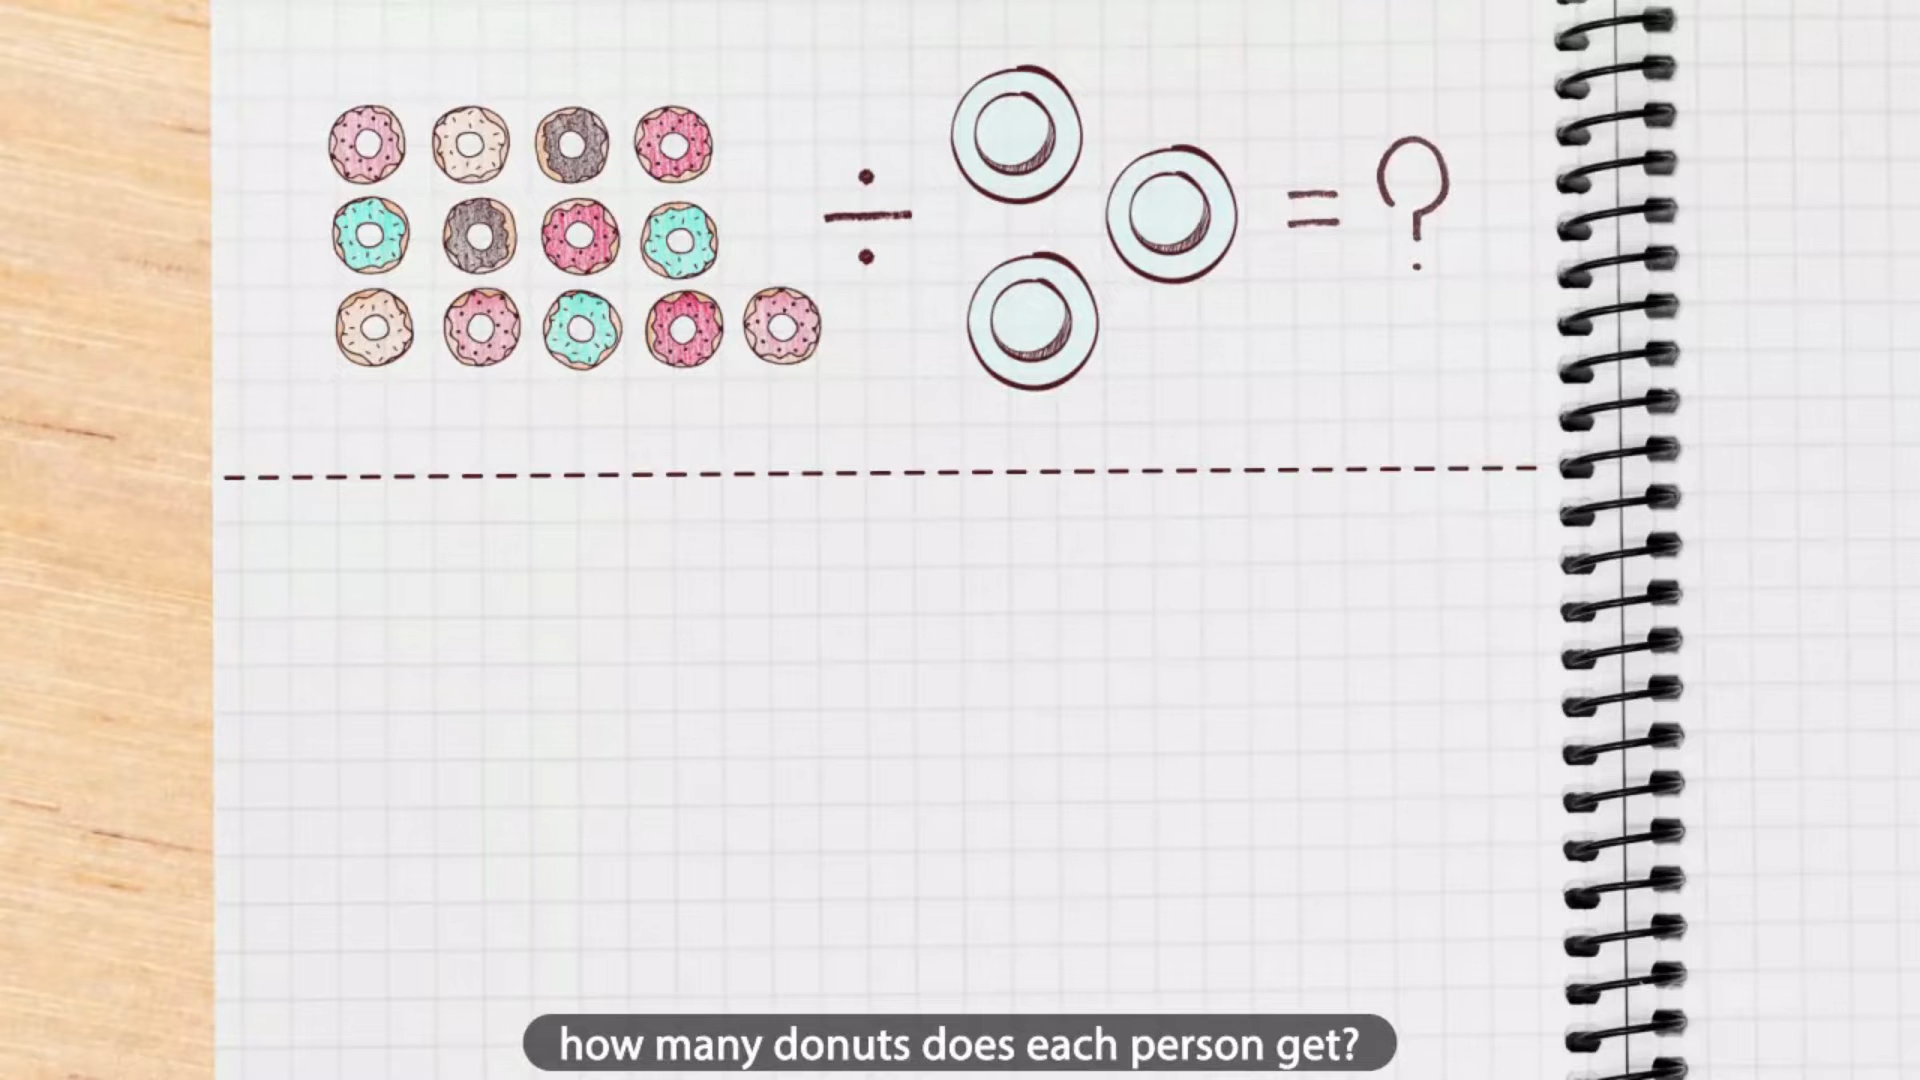 ÷ = ?
how many donuts does each person get?